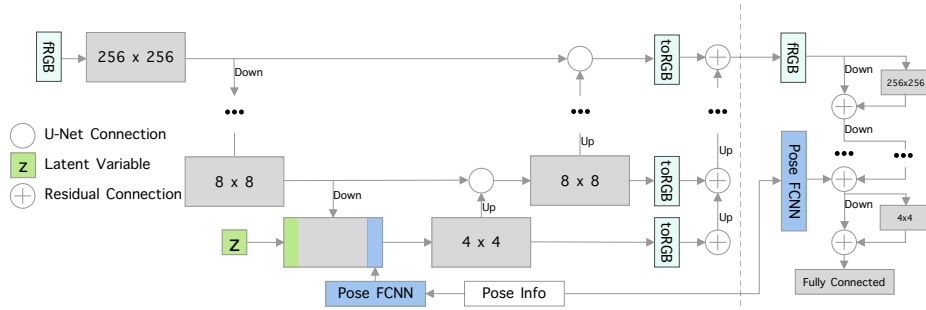 fRGB
256 x 256
toRGB
fRGB
Down
Down
256x256
•••
•••
•••
Down
U-Net Connection
z
Latent Variable
Residual Connection
Up
Up
Pose FCNN
•••
•••
8 x 8
8 x 8
toRGB
Down
Up
Up
Down
4x4
z
4 x 4
toRGB
Pose FCNN
Pose Info
Fully Connected